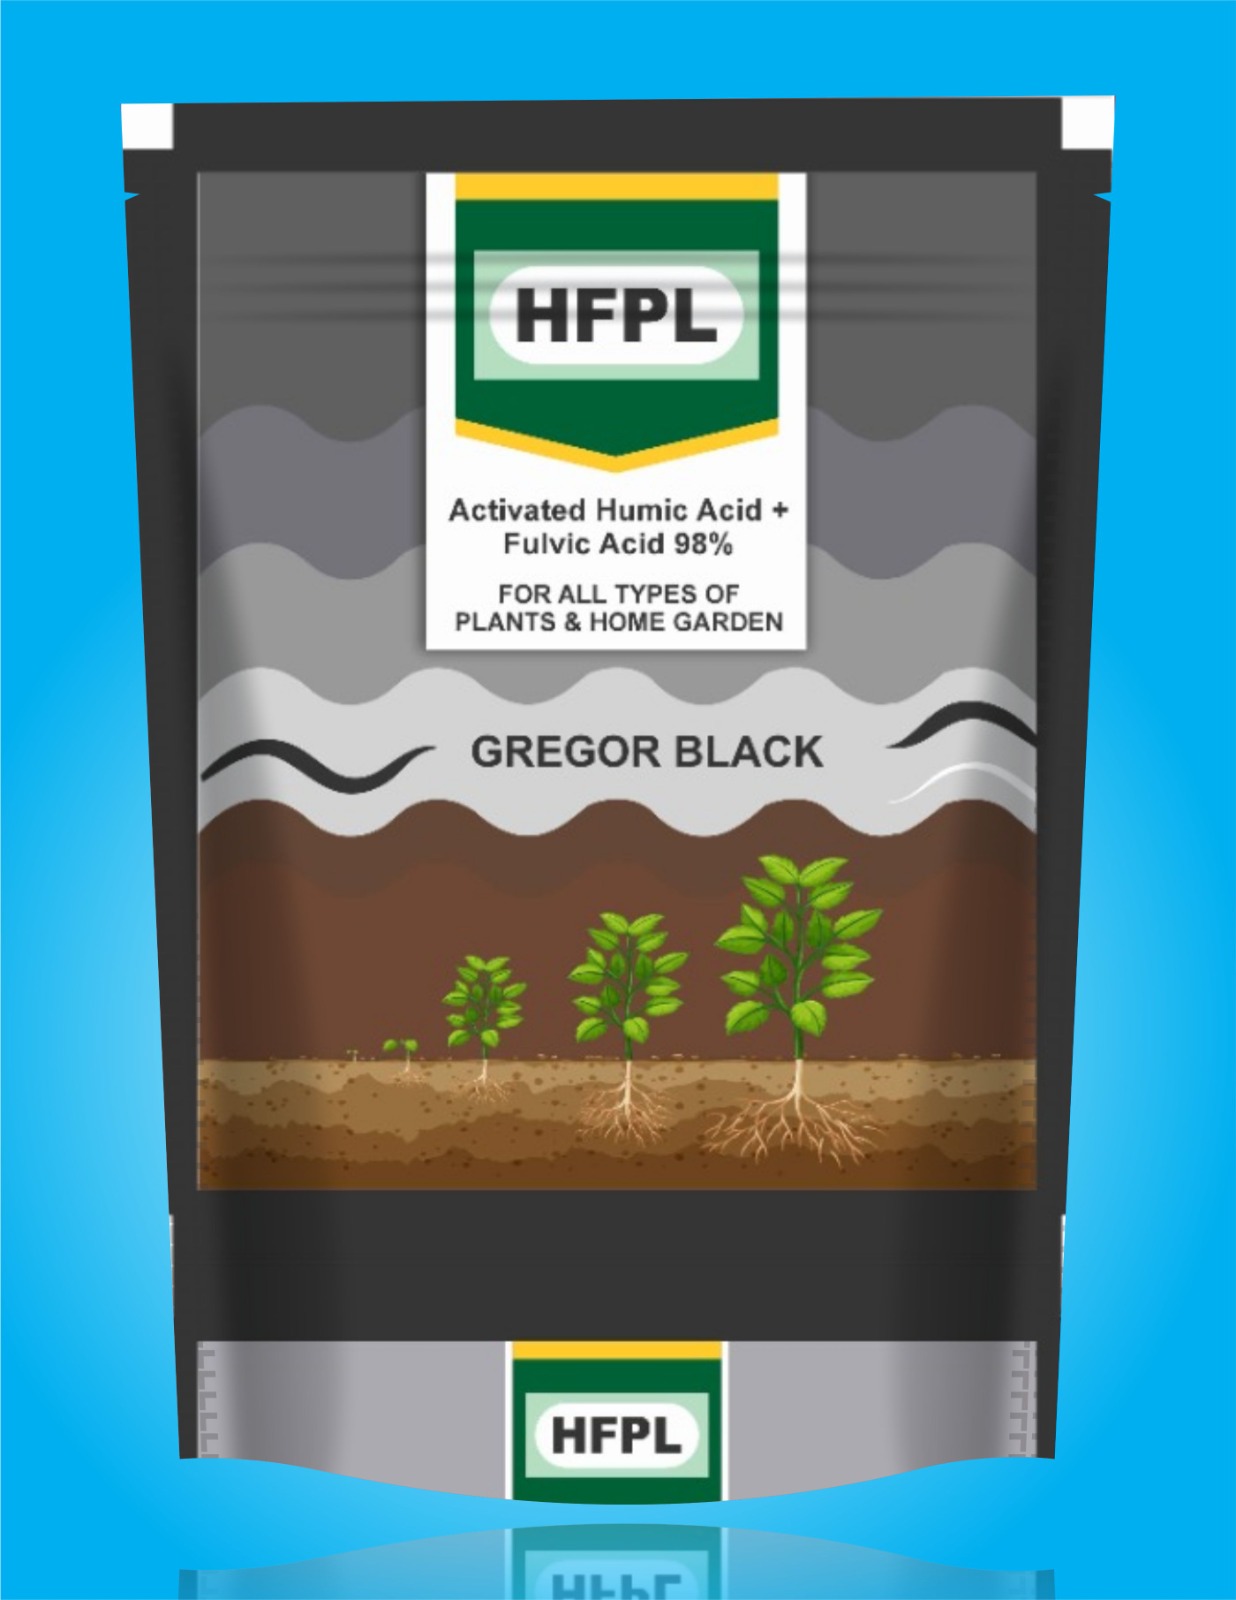 HFPL
Activated Humic Acid +
Fulvic Acid 98%
FOR ALL TYPES OF
PLANTS & HOME GARDEN
GREGOR BLACK
HFPL